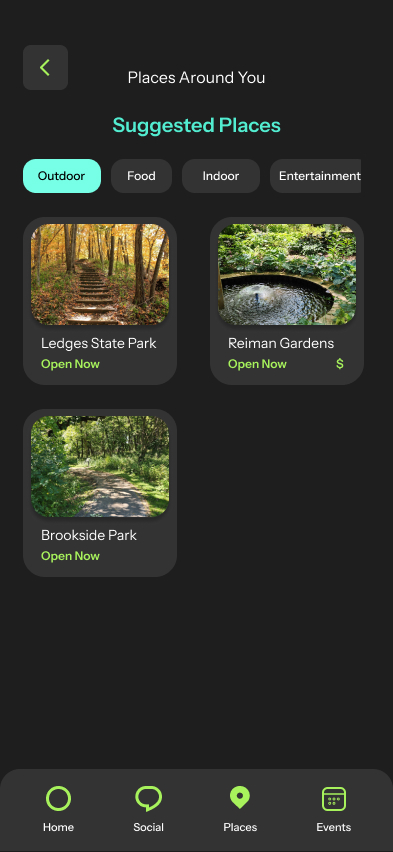 Places Around You
Suggested Places
Outdoor Food Indoor Entertainment
Ledges State Park Reiman Gardens
Open Now Open Now $
Brookside Park
Open Now
Home Social Places Events